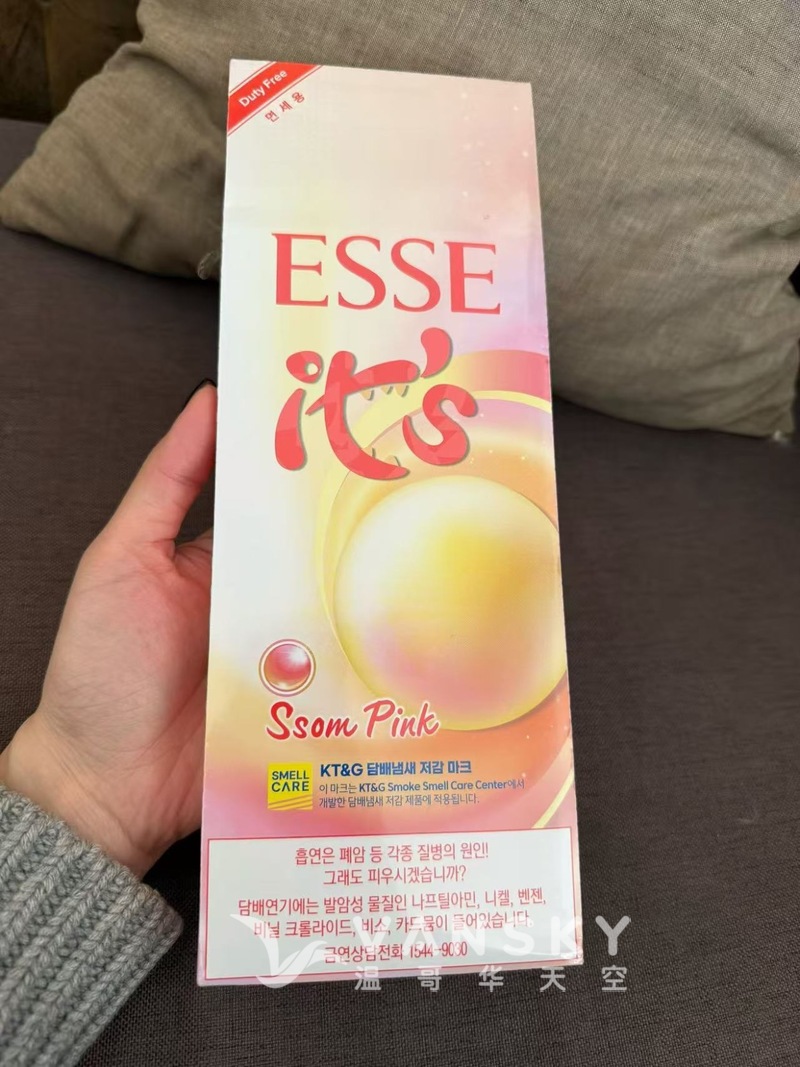 Duty Free
면세용
ESSE
it's
Ssom Pink
SMELL
CARE
KT&G 담배냄새 저감 마크
이 마크는 KT&G Smoke Smell Care Center에서
개발한 담배냄새 저감 제품에 적용됩니다.
흡연은 폐암 등 각종 질병의 원인!
그래도 피우시겠습니까?
담배연기에는 발암성 물질인 나프틸아민, 니켈, 벤젠,
비닐 크롤라이드, 비소, 카드뮴이 들어있습니다.
금연상담전화 1544-9030
VANSKY
温哥华天空